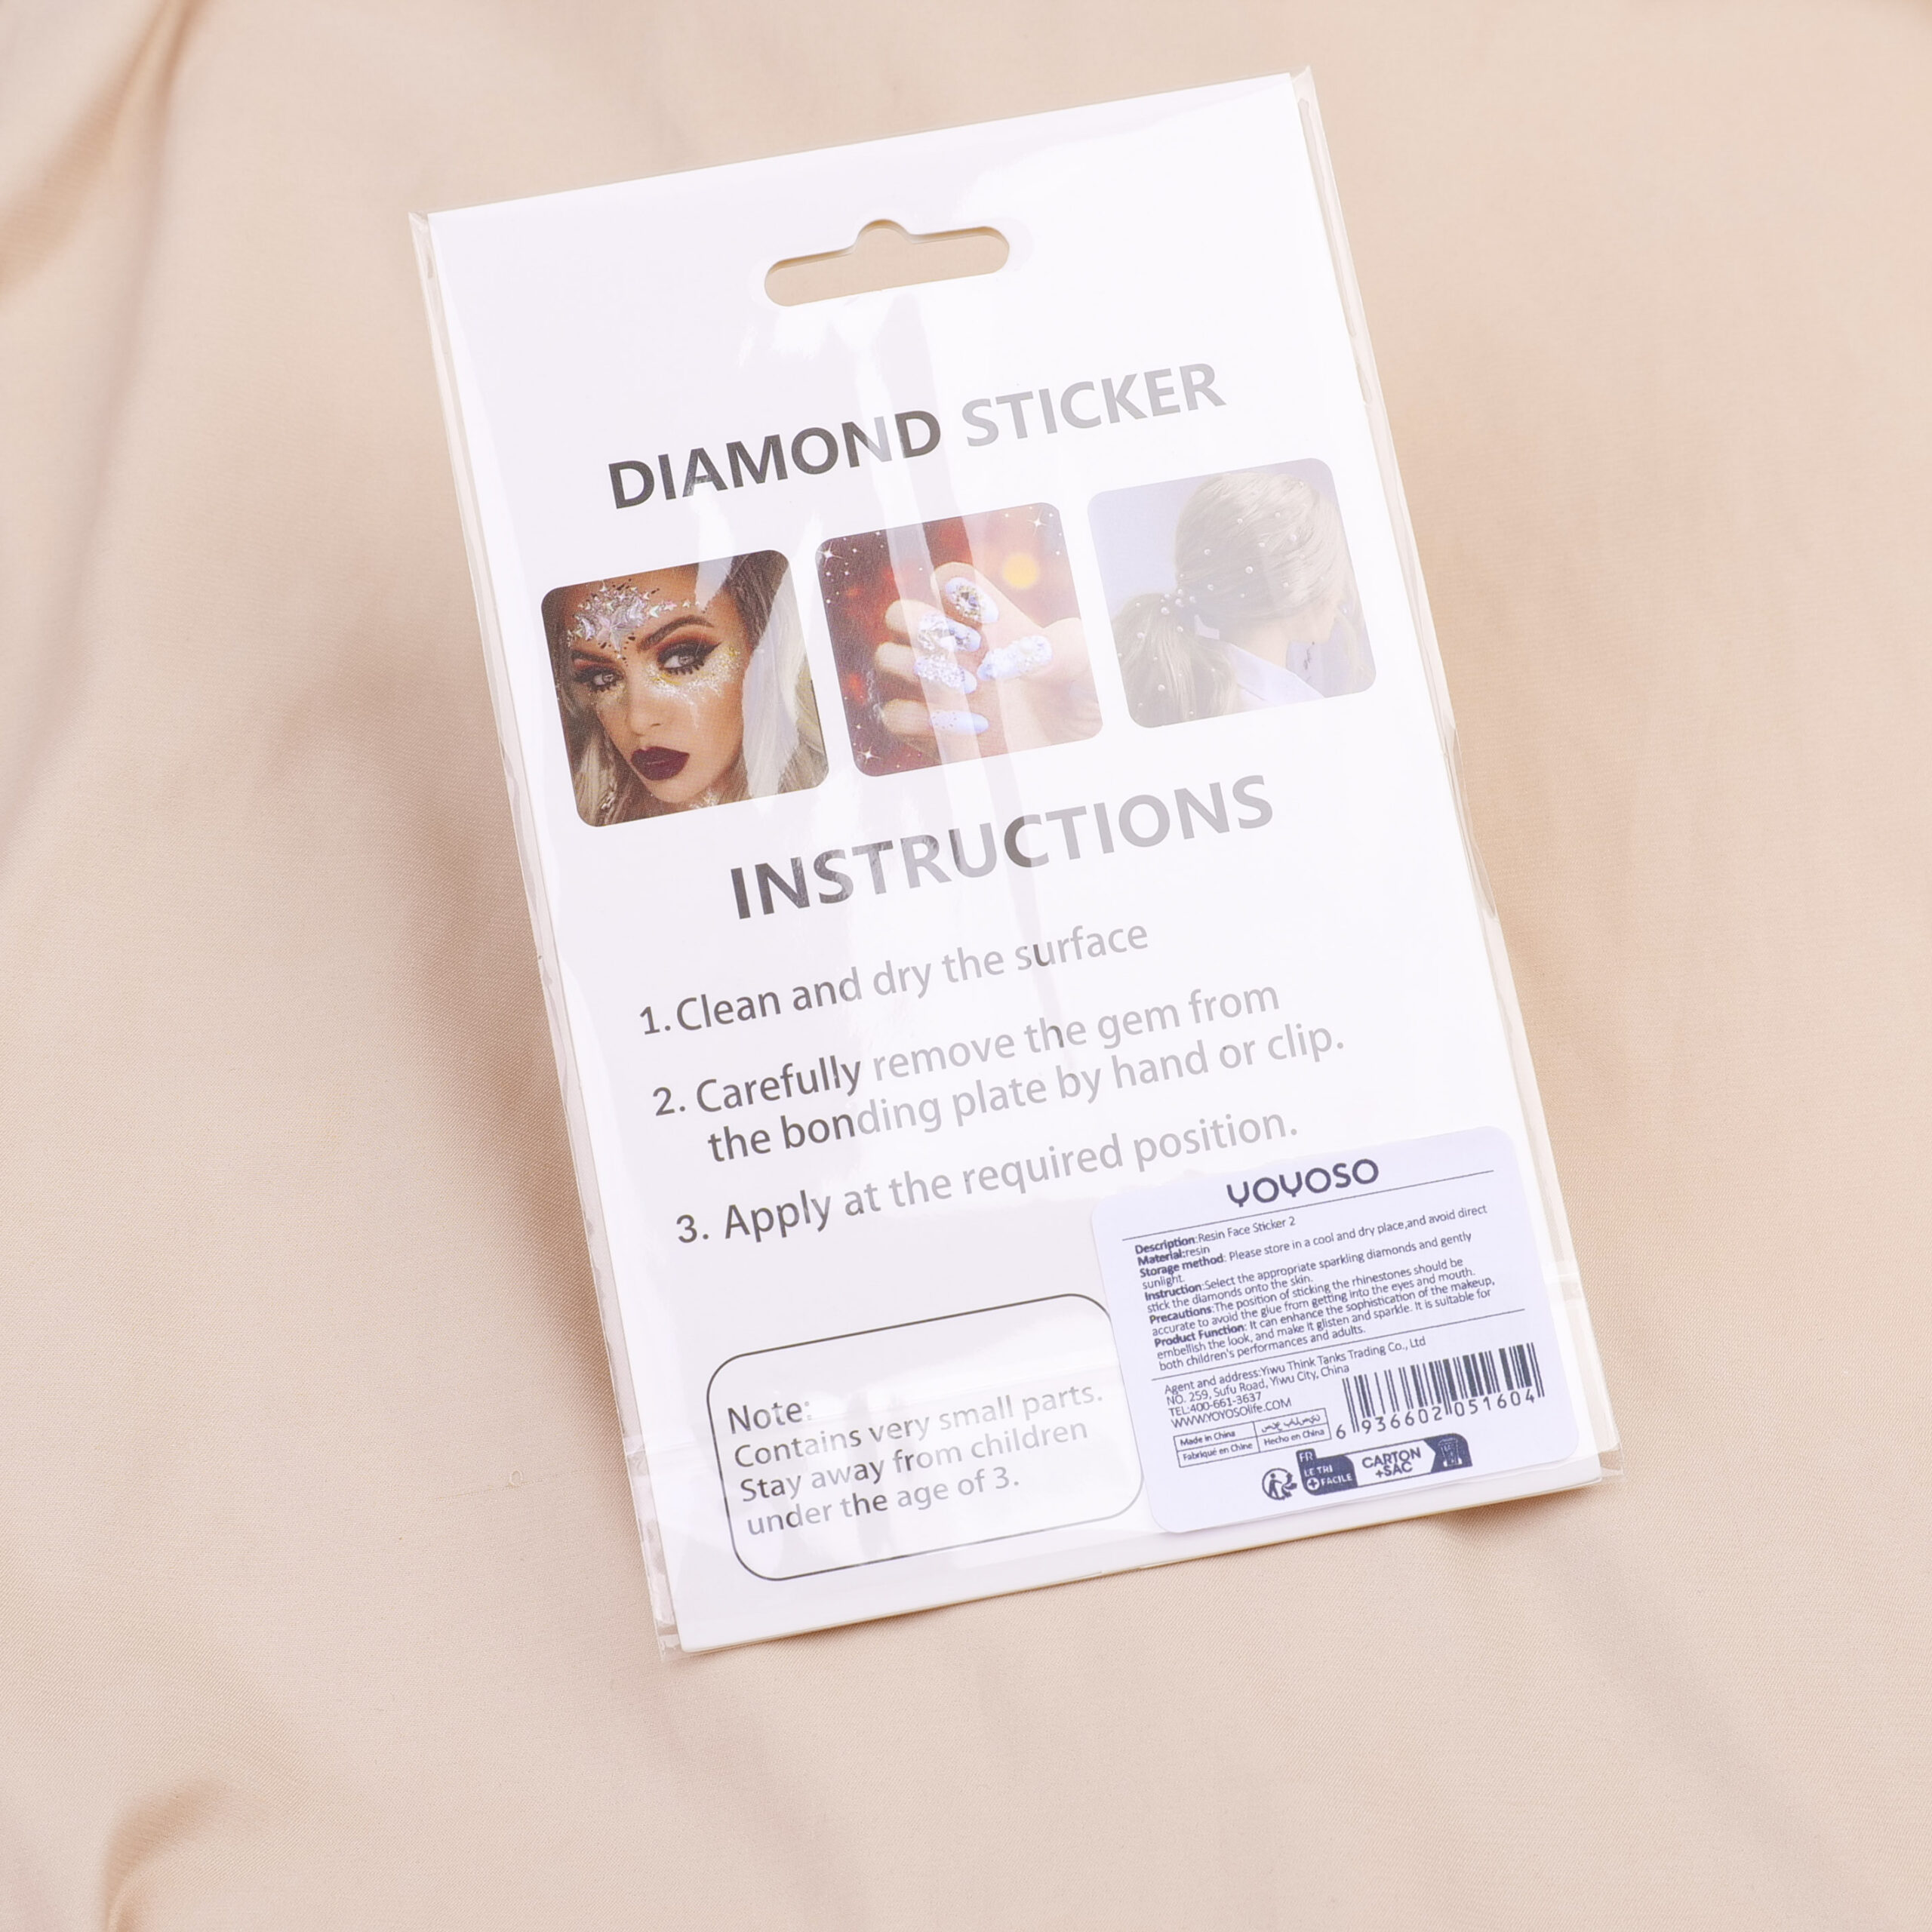 DIAMOND STICKER
INSTRUCTIONS
1. Clean and dry the surface
2. Carefully remove the gem from
the bonding plate by hand or clip.
3. Apply at the required position.
Note:
Contains very small parts.
Stay away from children
under the age of 3.
YOYOSO
Description:Resin Face Sticker 2
Material:resin
Storage method: Please store in a cool and dry place,and avoid direct
sunlight.
Instruction:Select the appropriate sparkling diamonds and gently
stick the diamonds onto the skin.
Precautions:The position of sticking the rhinestones should be
accurate to avoid the glue from getting into the eyes and mouth.
Product Function: It can enhance the sophistication of the makeup,
embellish the look, and make it glisten and sparkle. It is suitable for
both children's performances and adults.
Agent and address:Yiwu Think Tanks Trading Co., Ltd
NO. 259, Sufu Road, Yiwu City, China
TEL:400-661-3637
WWW.YOYOSOlife.COM
Made in China
Fabriqué en Chine Hecho en China
6 936602 051604
FR
LE TRI
+ FACILE
CARTON
+SAC